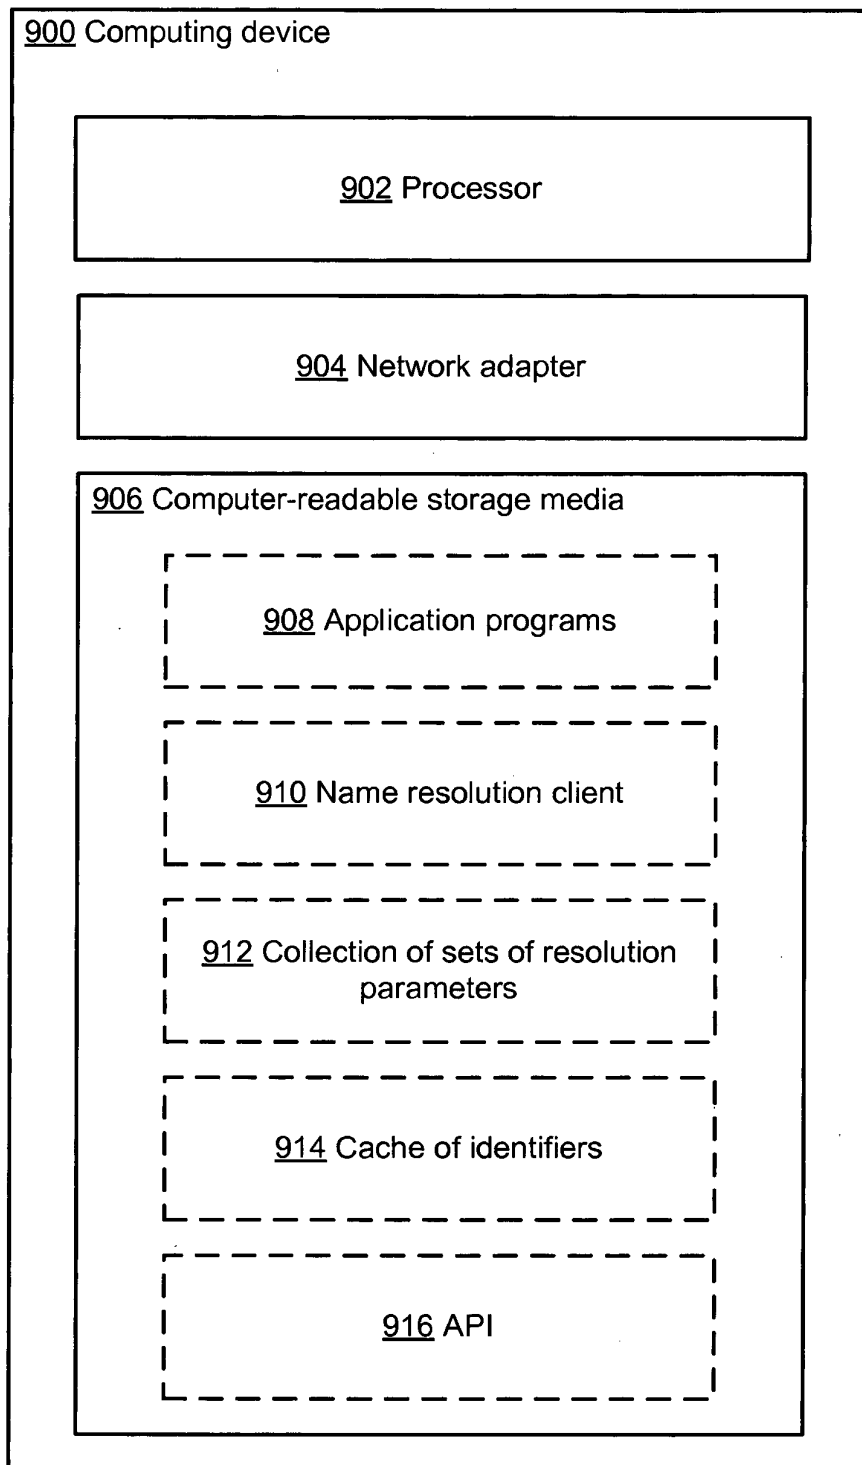 900 Computing device
902 Processor
904 Network adapter
906 Computer-readable storage media
908 Application programs
910 Name resolution client
912 Collection of sets of resolution
parameters
914 Cache of identifiers
916 API